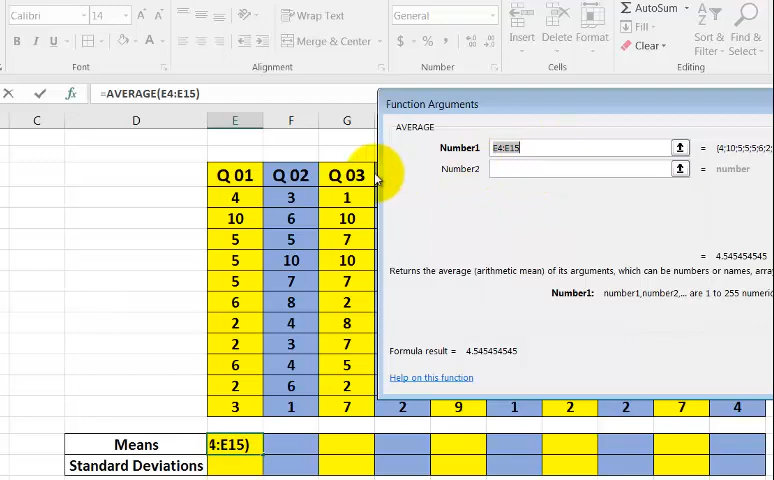 Calibri 14 A A Wrap Text General AutoSum
B I U A Merge & Center $ % , Insert Delete Format Fill Sort & Find &
Clear Filter Select
Font Alignment Number Cells Editing
fx =AVERAGE(E4:E15)
C D E F G
Function Arguments
AVERAGE
Number1 E4:E15 = {4;10;5;5;5;6;2;
Number2 = number
= 4.545454545
Returns the average (arithmetic mean) of its arguments, which can be numbers or names, array
Number1: number1,number2,... are 1 to 255 numeric
Formula result = 4.545454545
Help on this function
Q 01 Q 02 Q 03
4 3 1
10 6 10
5 5 7
5 10 10
5 7 7
6 8 2
2 4 8
2 3 7
6 4 5
2 6 2
3 1 7 2 9 1 2 2 7 4
Means 4:E15)
Standard Deviations